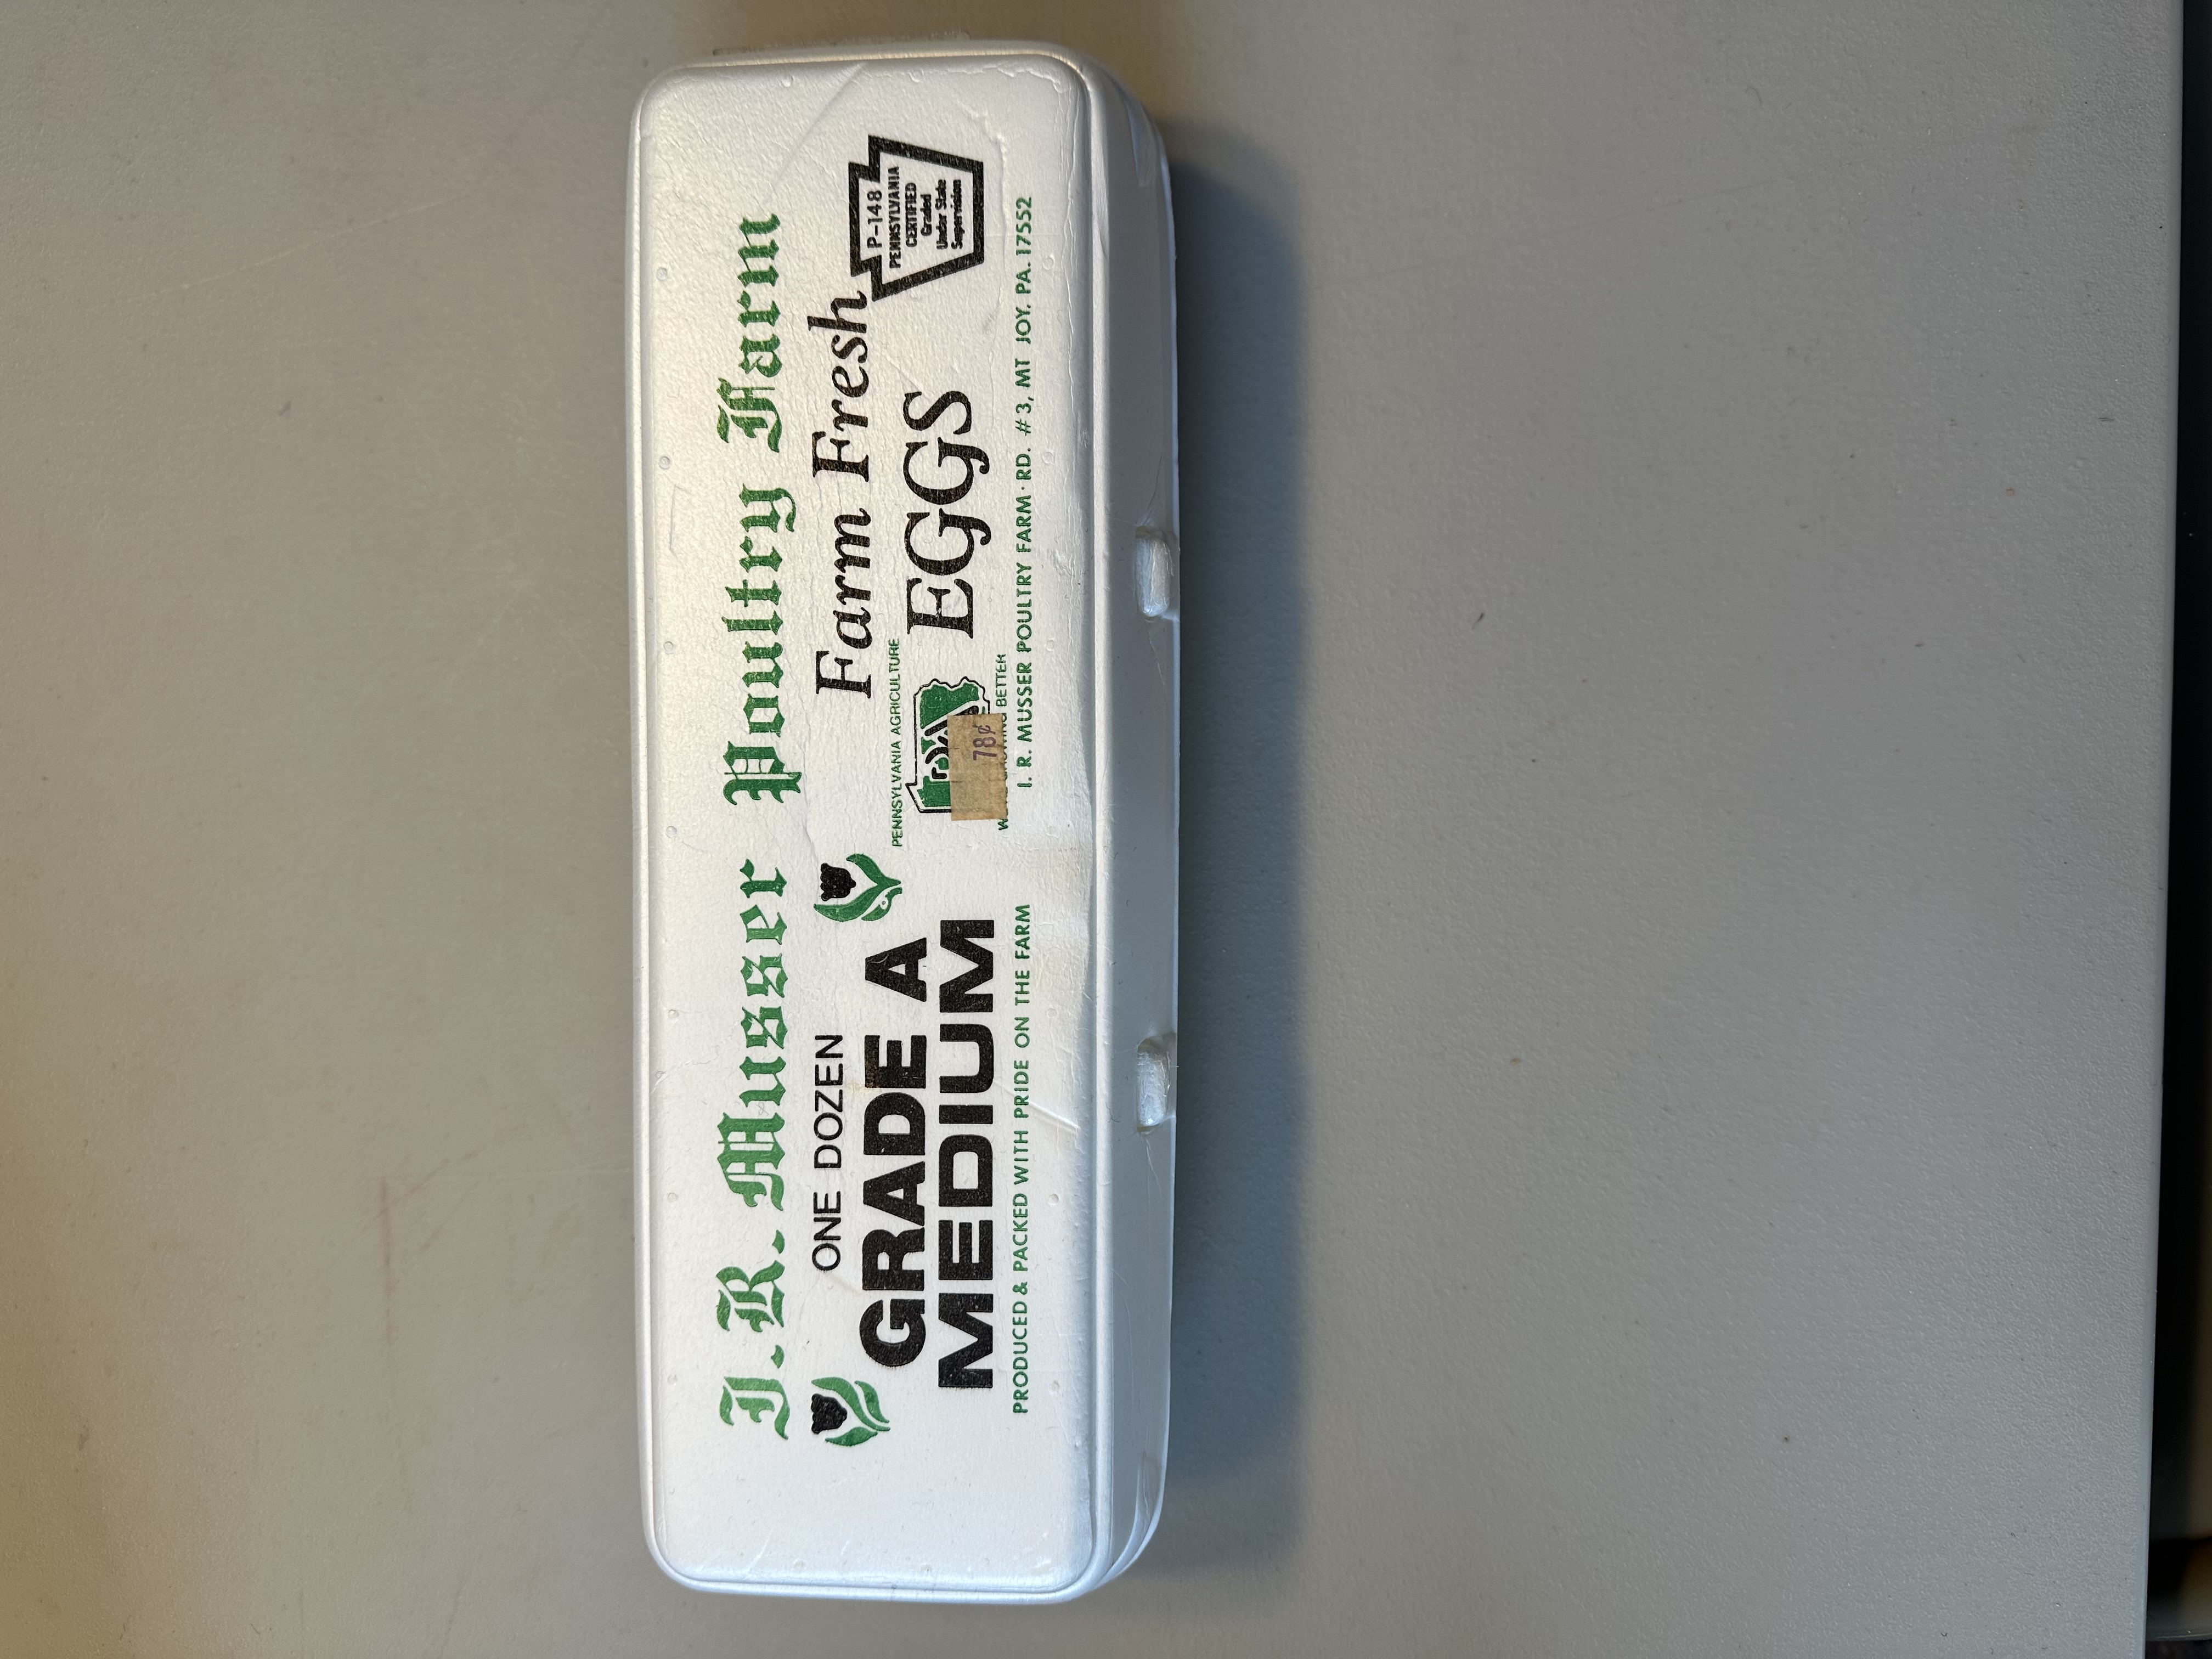 I. R. Musser Poultry Farm
ONE DOZEN
GRADE A
MEDIUM
PRODUCED & PACKED WITH PRIDE ON THE FARM
PENNSYLVANIA AGRICULTURE
78¢
BETTER
Farm Fresh
EGGS
I. R. MUSSER POULTRY FARM · RD. #3, MT JOY, PA. 17552
P-148
PENNSYLVANIA
CERTIFIED
Graded
Under State
Supervision